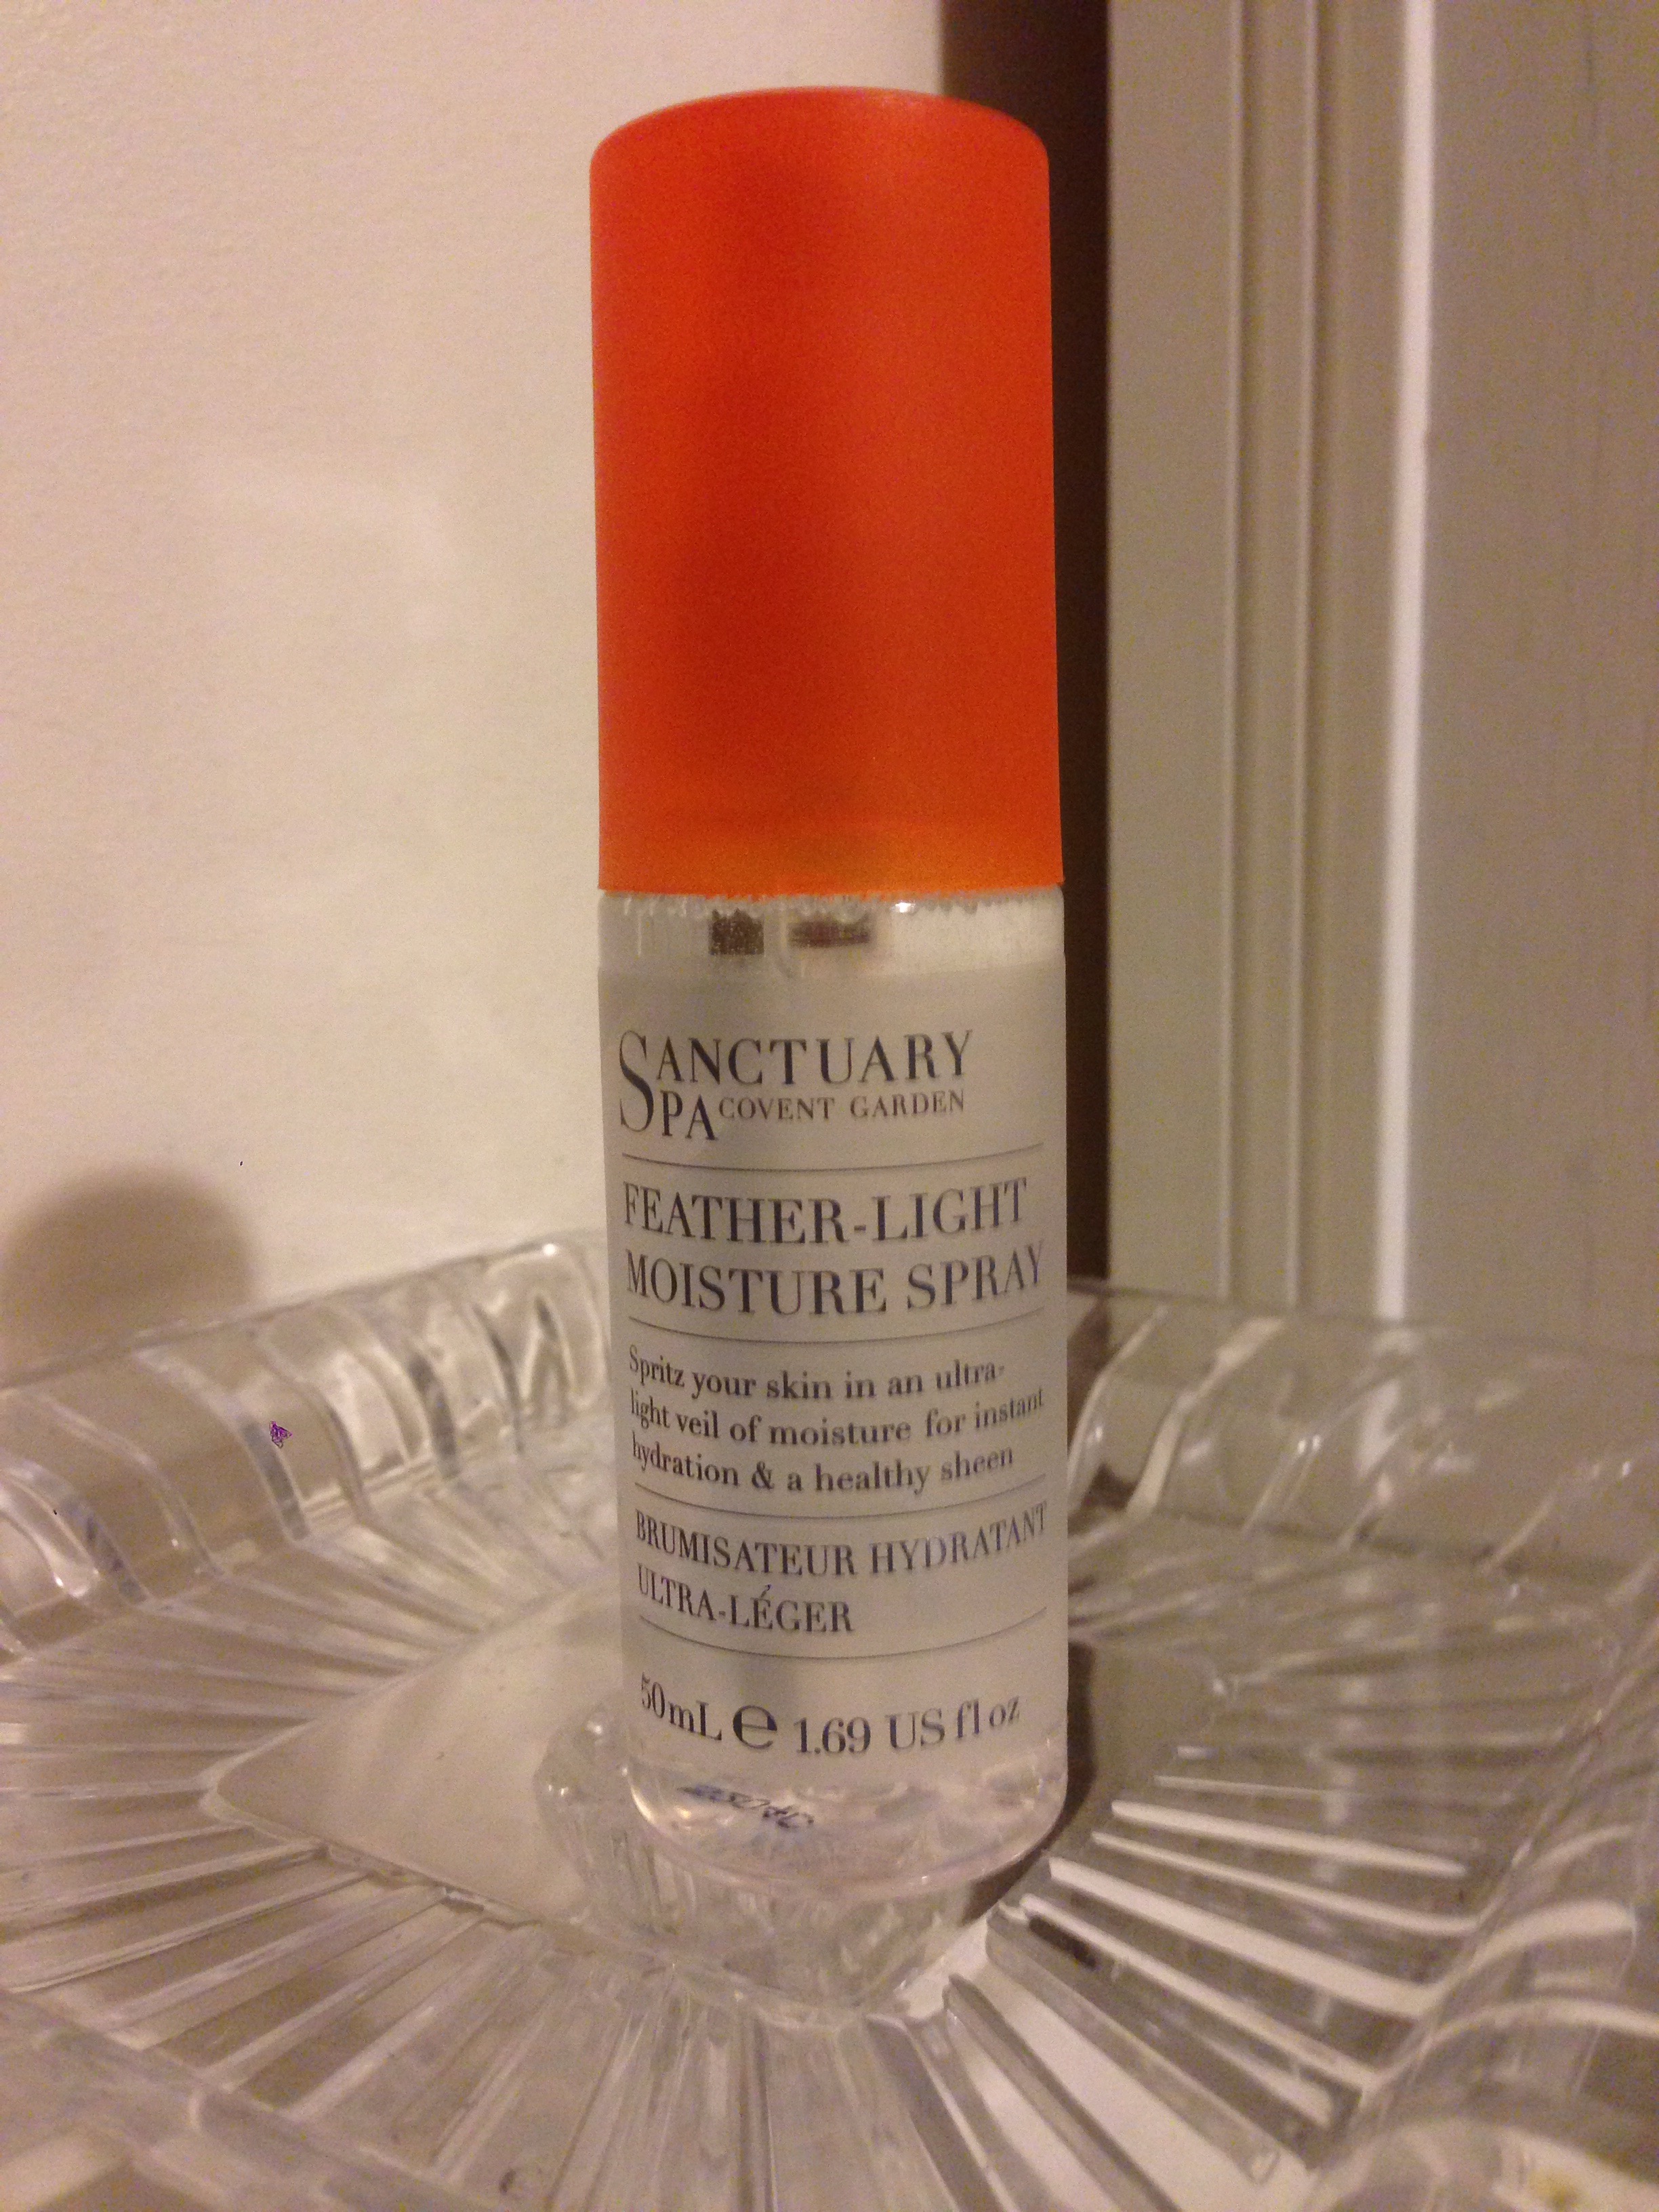 SANCTUARY
SPA COVENT GARDEN
FEATHER-LIGHT
MOISTURE SPRAY
Spritz your skin in an ultra-
light veil of moisture for instant
hydration & a healthy sheen
BRUMISATEUR HYDRATANT
ULTRA-LÉGER
50mL e 1.69 US fl oz